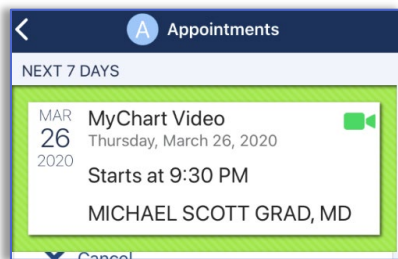 A Appointments
NEXT 7 DAYS
MAR
26
2020
MyChart Video
Thursday, March 26, 2020
Starts at 9:30 PM
MICHAEL SCOTT GRAD, MD
Cancel